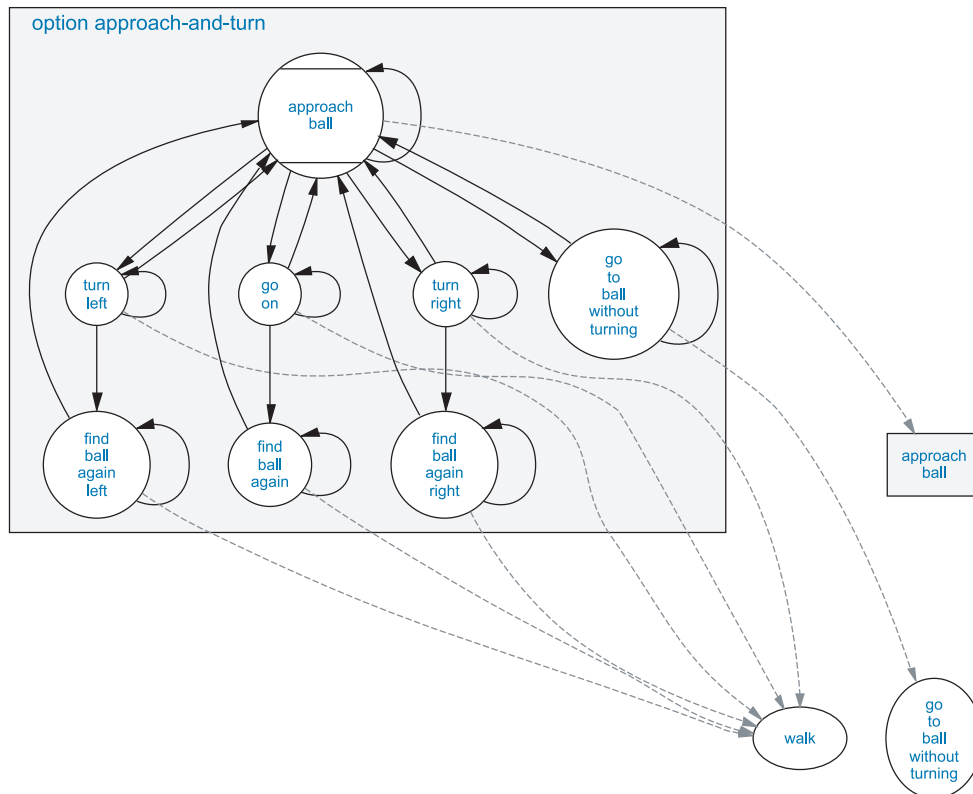 option approach-and-turn
approach
ball
turn
left
go
on
turn
right
go
to
ball
without
turning
find
ball
again
left
find
ball
again
find
ball
again
right
approach
ball
walk
go
to
ball
without
turning